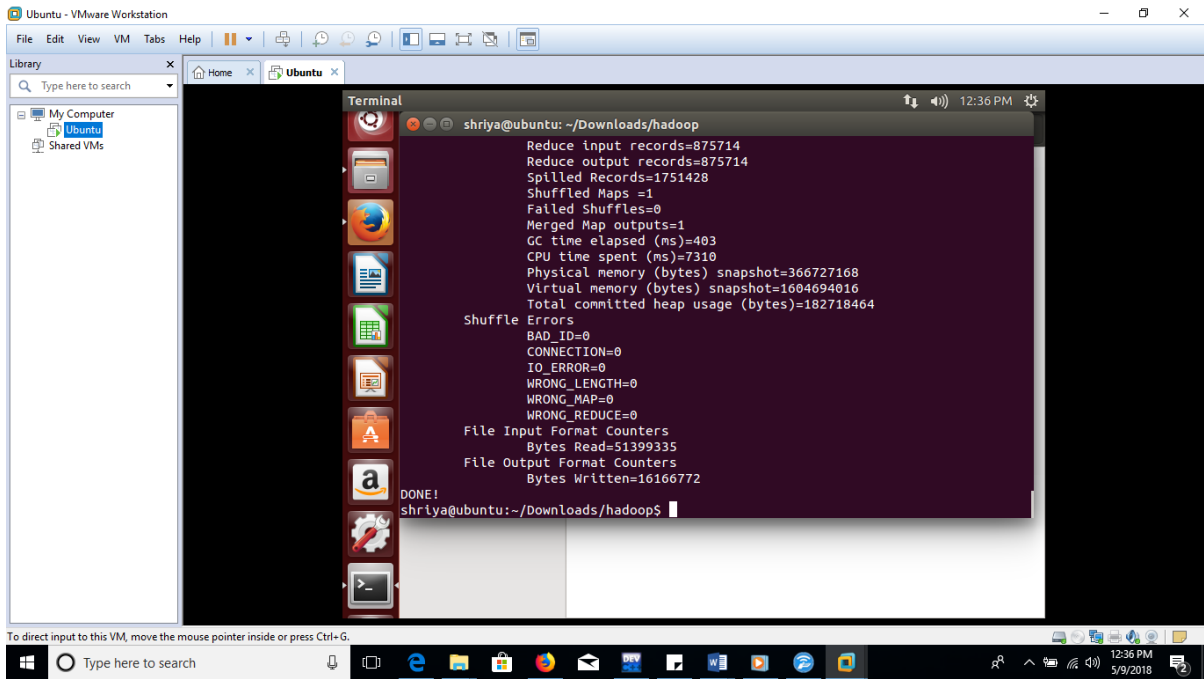 Ubuntu - VMware Workstation
File Edit View VM Tabs Help
Library
Type here to search
My Computer
Ubuntu
Shared VMs
Home
Ubuntu
Terminal
12:36 PM
shriya@ubuntu: ~/Downloads/hadoop
Reduce input records=875714
Reduce output records=875714
Spilled Records=1751428
Shuffled Maps =1
Failed Shuffles=0
Merged Map outputs=1
GC time elapsed (ms)=403
CPU time spent (ms)=7310
Physical memory (bytes) snapshot=366727168
Virtual memory (bytes) snapshot=1604694016
Total committed heap usage (bytes)=182718464
Shuffle Errors
BAD_ID=0
CONNECTION=0
IO_ERROR=0
WRONG_LENGTH=0
WRONG_MAP=0
WRONG_REDUCE=0
File Input Format Counters
Bytes Read=51399335
File Output Format Counters
Bytes Written=16166772
DONE!
shriya@ubuntu:~/Downloads/hadoop$
To direct input to this VM, move the mouse pointer inside or press Ctrl+G.
Type here to search
DEV
12:36 PM
5/9/2018
2